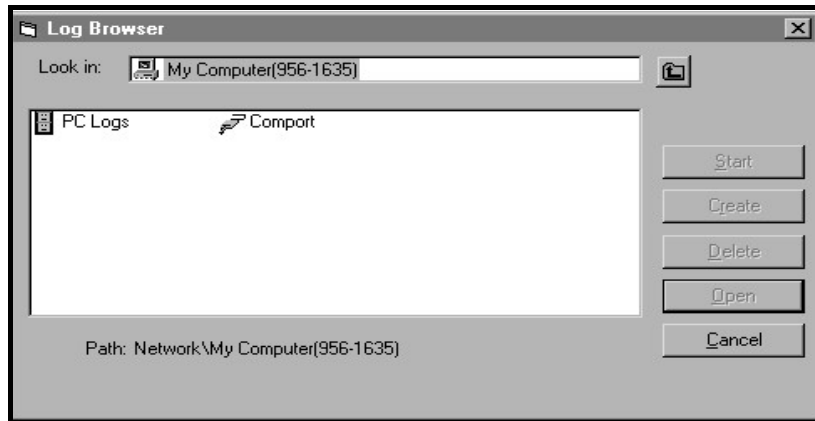 Log Browser
Look in: My Computer(956-1635)
PC Logs Comport
Start
Create
Delete
Open
Cancel
Path: Network\My Computer(956-1635)